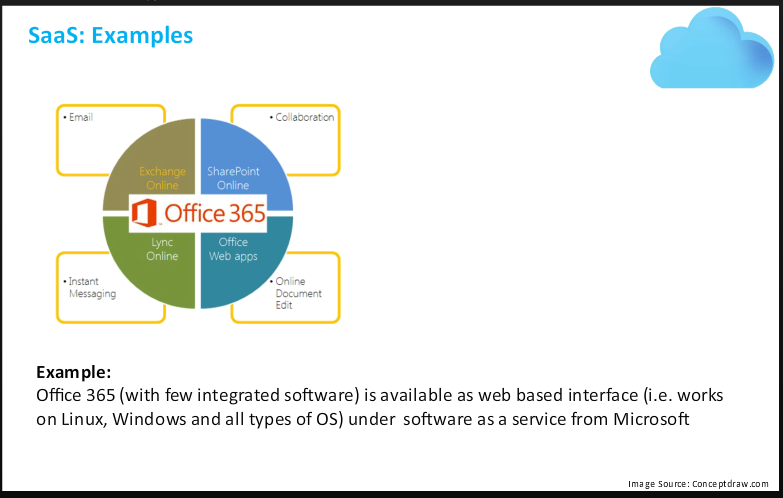 SaaS: Examples
• Email
• Collaboration
Exchange
Online
SharePoint
Online
Office 365
Lync
Online
Office
Web apps
• Instant
Messaging
• Online
Document
Edit
Example:
Office 365 (with few integrated software) is available as web based interface (i.e. works
on Linux, Windows and all types of OS) under software as a service from Microsoft
Image Source: Conceptdraw.com